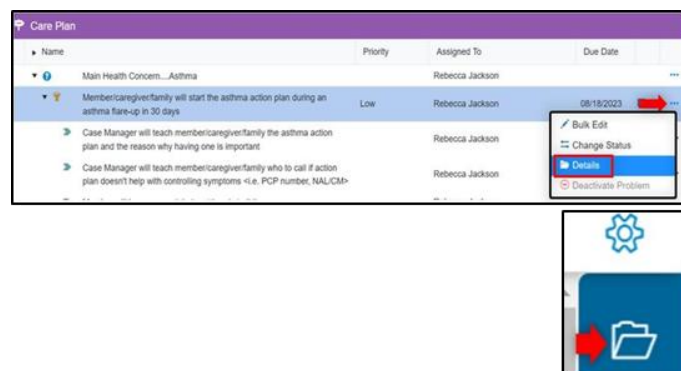 Care Plan
Name Priority Assigned To Due Date
Main Health Concern....Asthma Rebecca Jackson
Member/caregiver/family will start the asthma action plan during an
asthma flare-up in 30 days Low Rebecca Jackson 08/18/2023
Case Manager will teach member/caregiver/family the asthma action
plan and the reason why having one is important Rebecca Jackson
Case Manager will teach member/caregiver/family who to call if action
plan doesn't help with controlling symptoms <i.e. PCP number, NAL/CM> Rebecca Jackson
Bulk Edit
Change Status
Details
Deactivate Problem